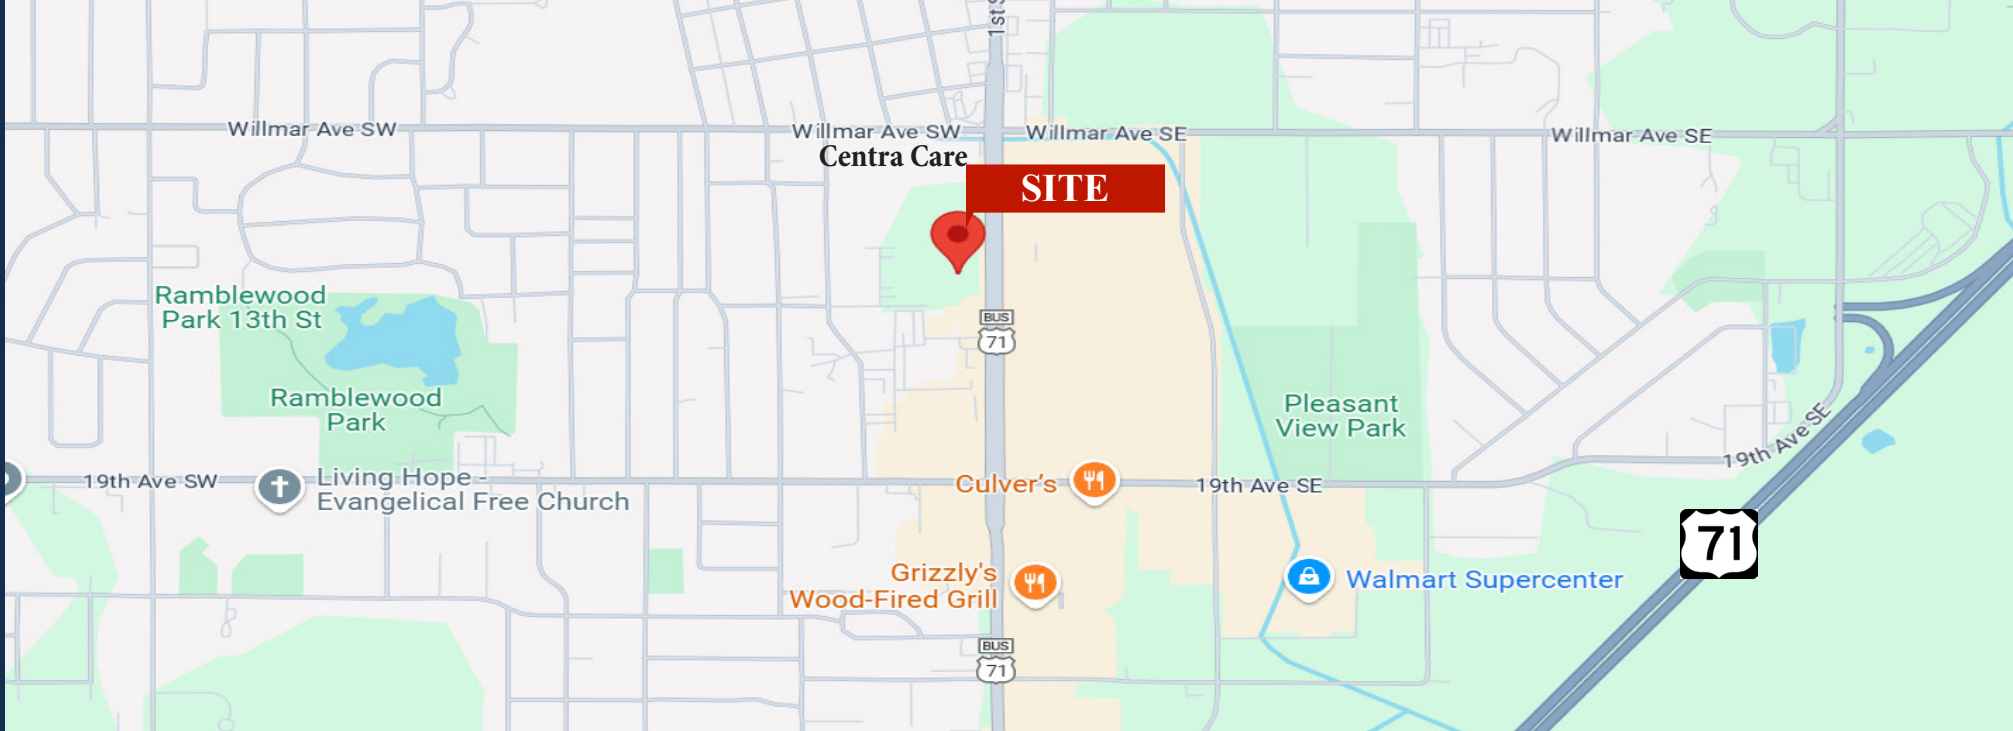 1st S
Willmar Ave SW
Willmar Ave SW
Willmar Ave SE
Willmar Ave SE
Centra Care
SITE
Ramblewood
Park 13th St
BUS
71
Ramblewood
Park
Pleasant
View Park
19th Ave SE
19th Ave SW
Living Hope -
Evangelical Free Church
Culver's
19th Ave SE
71
Grizzly's
Wood-Fired Grill
Walmart Supercenter
BUS
71